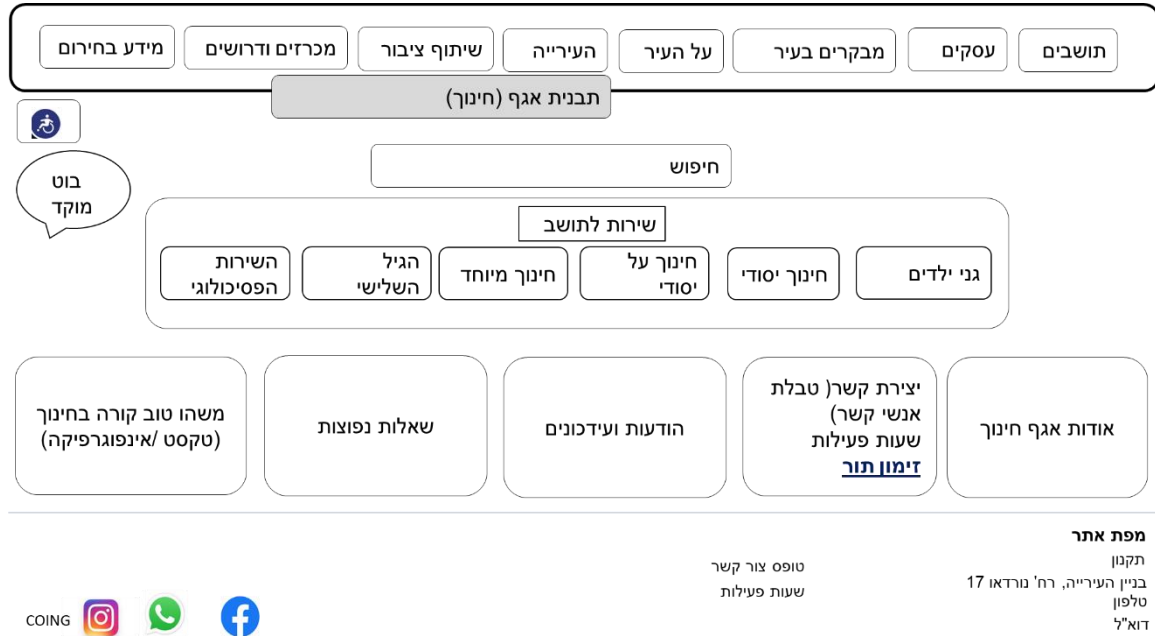 תושבים
עסקים
מבקרים בעיר
על העיר
העירייה
שיתוף ציבור
מכרזים ודרושים
מידע בחירום
תבנית אגף (חינוך)
חיפוש
בוט
מוקד
שירות לתושב
גני ילדים
חינוך יסודי
חינוך על
יסודי
חינוך מיוחד
הגיל
השלישי
השירות
הפסיכולוגי
אודות אגף חינוך
יצירת קשר( טבלת
אנשי קשר)
שעות פעילות
זימון תור
הודעות ועידכונים
שאלות נפוצות
משהו טוב קורה בחינוך
(טקסט /אינפוגרפיקה)
מפת אתר
תקנון
בניין העירייה, רח' נורדאו 17
טלפון
דוא"ל
טופס צור קשר
שעות פעילות
COING